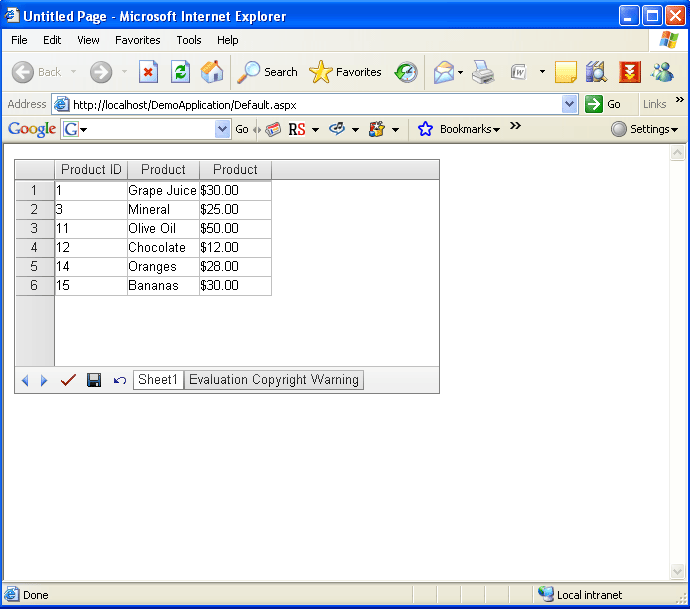 Untitled Page - Microsoft Internet Explorer
File Edit View Favorites Tools Help
Back Search Favorites W
Address http://localhost/DemoApplication/Default.aspx Go Links »
Google G Go RS Bookmarks » Settings
Product ID Product Product
1 1 Grape Juice $30.00
2 3 Mineral $25.00
3 11 Olive Oil $50.00
4 12 Chocolate $12.00
5 14 Oranges $28.00
6 15 Bananas $30.00
Sheet1 Evaluation Copyright Warning
Done Local intranet